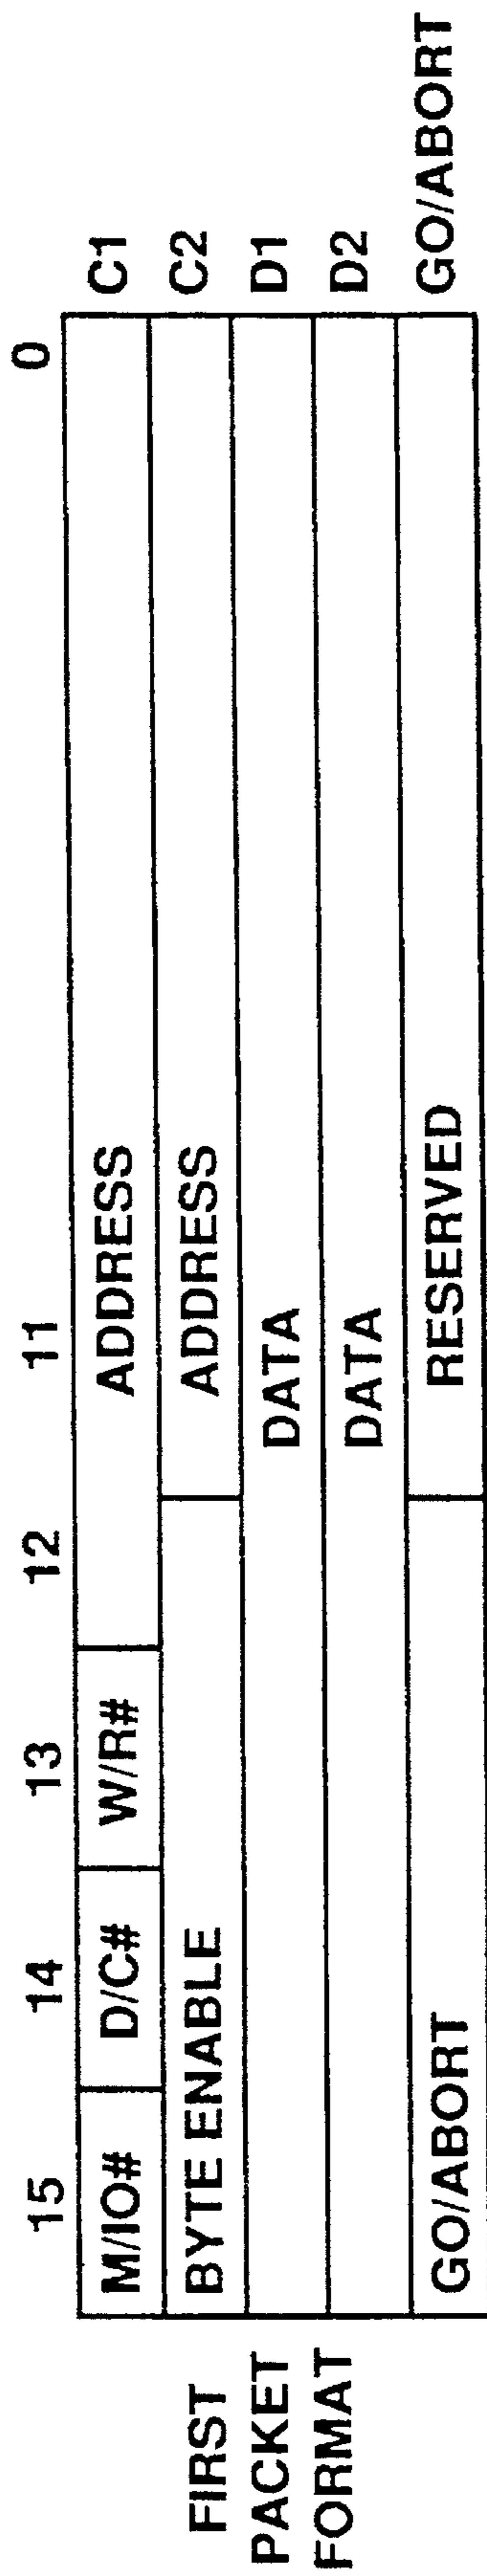 15 14 13 12 11 0
M/IO# D/C# W/R# ADDRESS C1
BYTE ENABLE ADDRESS C2
DATA D1
DATA D2
GO/ABORT RESERVED GO/ABORT
FIRST
PACKET
FORMAT